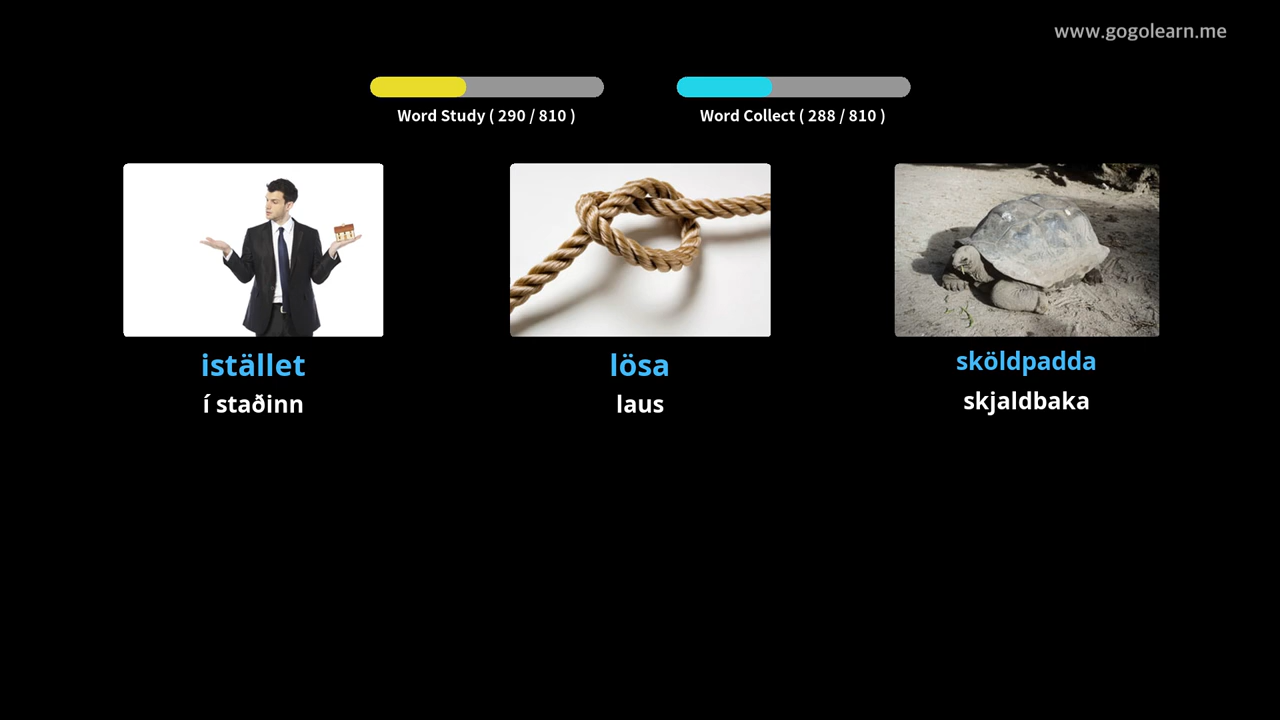 www.gogolearn.me
Word Study ( 290 / 810 )
Word Collect ( 288 / 810 )
istället
í staðinn
lösa
laus
sköldpadda
skjaldbaka